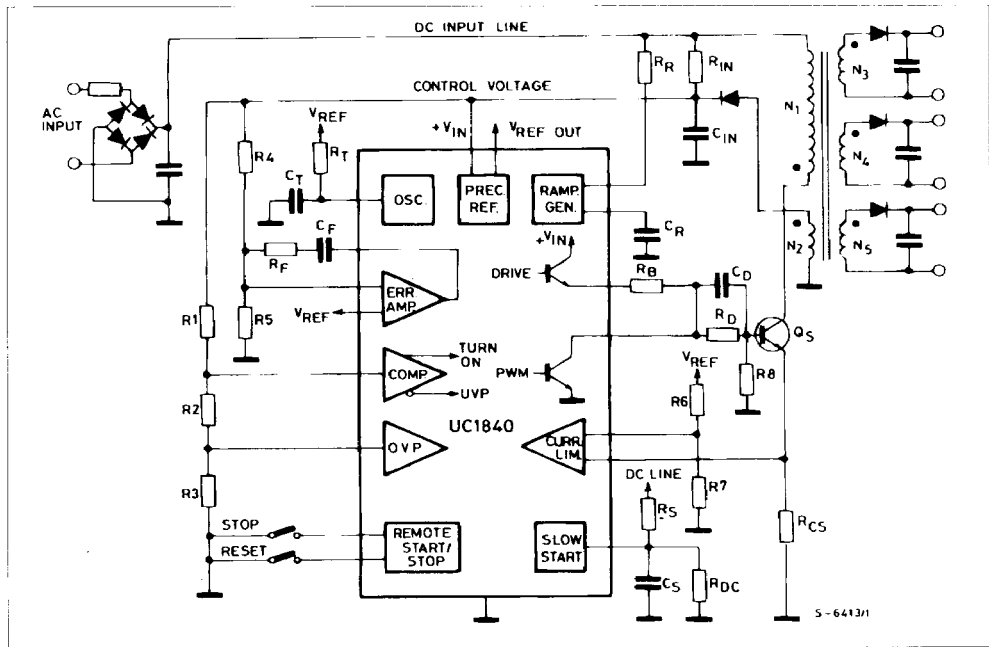 DC INPUT LINE
AC
INPUT
CONTROL VOLTAGE
RR
RIN
N1
N3
VREF
+VIN
VREF OUT
CIN
R4
RT
CT
OSC.
PREC.
REF.
RAMP.
GEN.
N4
CF
RF
CR
+VIN
N2
N5
DRIVE
RB
CD
ERR.
AMP.
VREF
R1
R5
RD
QS
TURN
ON
COMP
UVP
PWM
VREF
R8
R6
R2
UC1840
OVP
CURR.
LIM.
DC LINE
R7
R3
RS
RCS
STOP
RESET
REMOTE
START/
STOP
SLOW
START
CS
RDC
S-6413/1